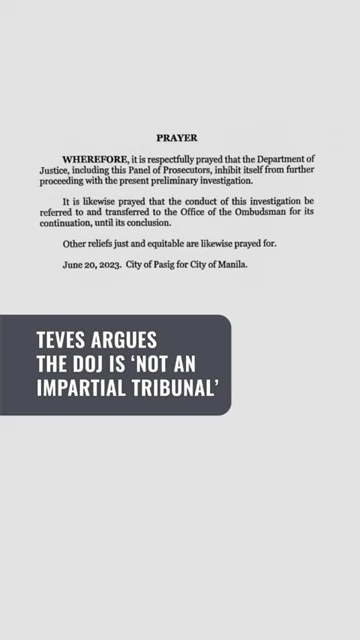 PRAYER
WHEREFORE, it is respectfully prayed that the Department of
Justice, including this Panel of Prosecutors, inhibit itself from further
proceeding with the present preliminary investigation.
It is likewise prayed that the conduct of this investigation be
referred to and transferred to the Office of the Ombudsman for its
continuation, until its conclusion.
Other reliefs just and equitable are likewise prayed for.
June 20, 2023. City of Pasig for City of Manila.
TEVES ARGUES
THE DOJ IS ‘NOT AN
IMPARTIAL TRIBUNAL’